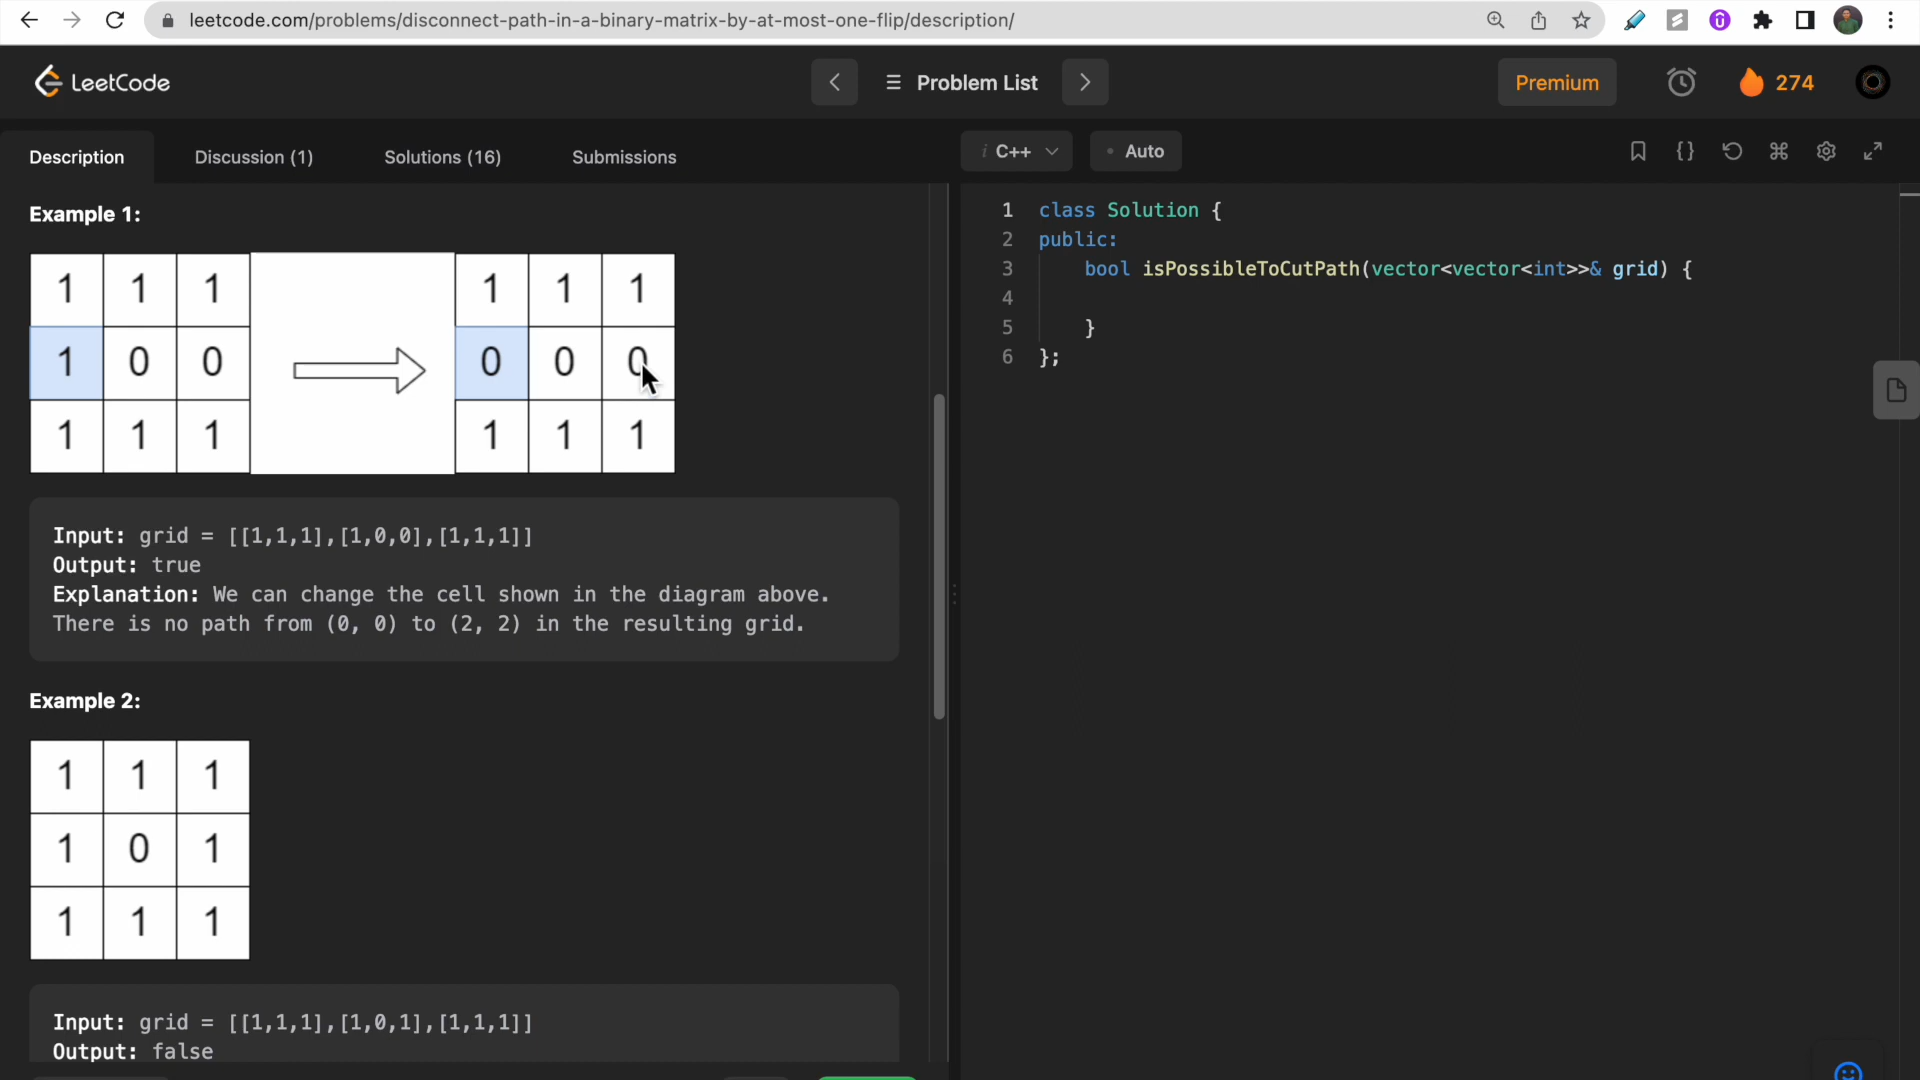 leetcode.com/problems/disconnect-path-in-a-binary-matrix-by-at-most-one-flip/description/
LeetCode
Problem List
Premium
274
Description
Discussion (1)
Solutions (16)
Submissions
i C++
• Auto
Example 1:
1 1 1 1 1 1
1 0 0 0 0 0
1 1 1 1 1 1
Input: grid = [[1,1,1],[1,0,0],[1,1,1]]
Output: true
Explanation: We can change the cell shown in the diagram above.
There is no path from (0, 0) to (2, 2) in the resulting grid.
Example 2:
1 1 1
1 0 1
1 1 1
Input: grid = [[1,1,1],[1,0,1],[1,1,1]]
Output: false
1 class Solution {
2 public:
3 bool isPossibleToCutPath(vector<vector<int>>& grid) {
4
5 }
6 };